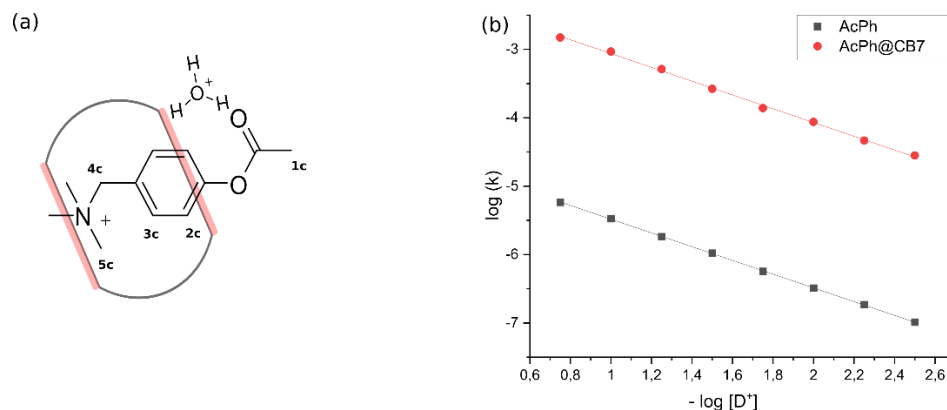 (a)
H
+
O
H
H
O
4c
1c
O
N
+
3c
2c
5c
(b)
AcPh
AcPh@CB7
-3
-4
-5
-6
-7
log (k)
0,6 0,8 1 1,2 1,4 1,6 1,8 2 2,2 2,4 2,6
- log [D⁺]